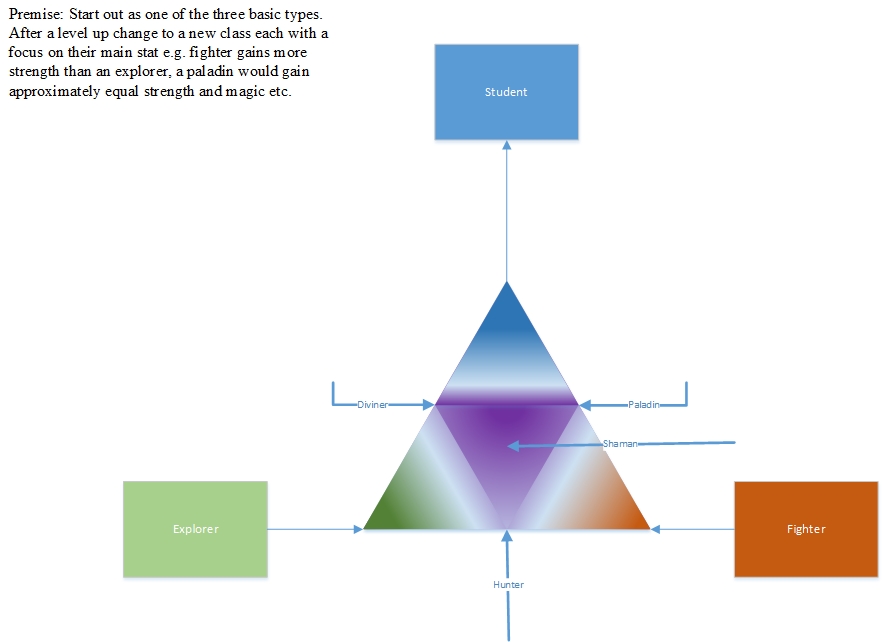 Premise: Start out as one of the three basic types.
After a level up change to a new class each with a
focus on their main stat e.g. fighter gains more
strength than an explorer, a paladin would gain
approximately equal strength and magic etc.
Student
Diviner
Paladin
Shaman
Explorer
Fighter
Hunter